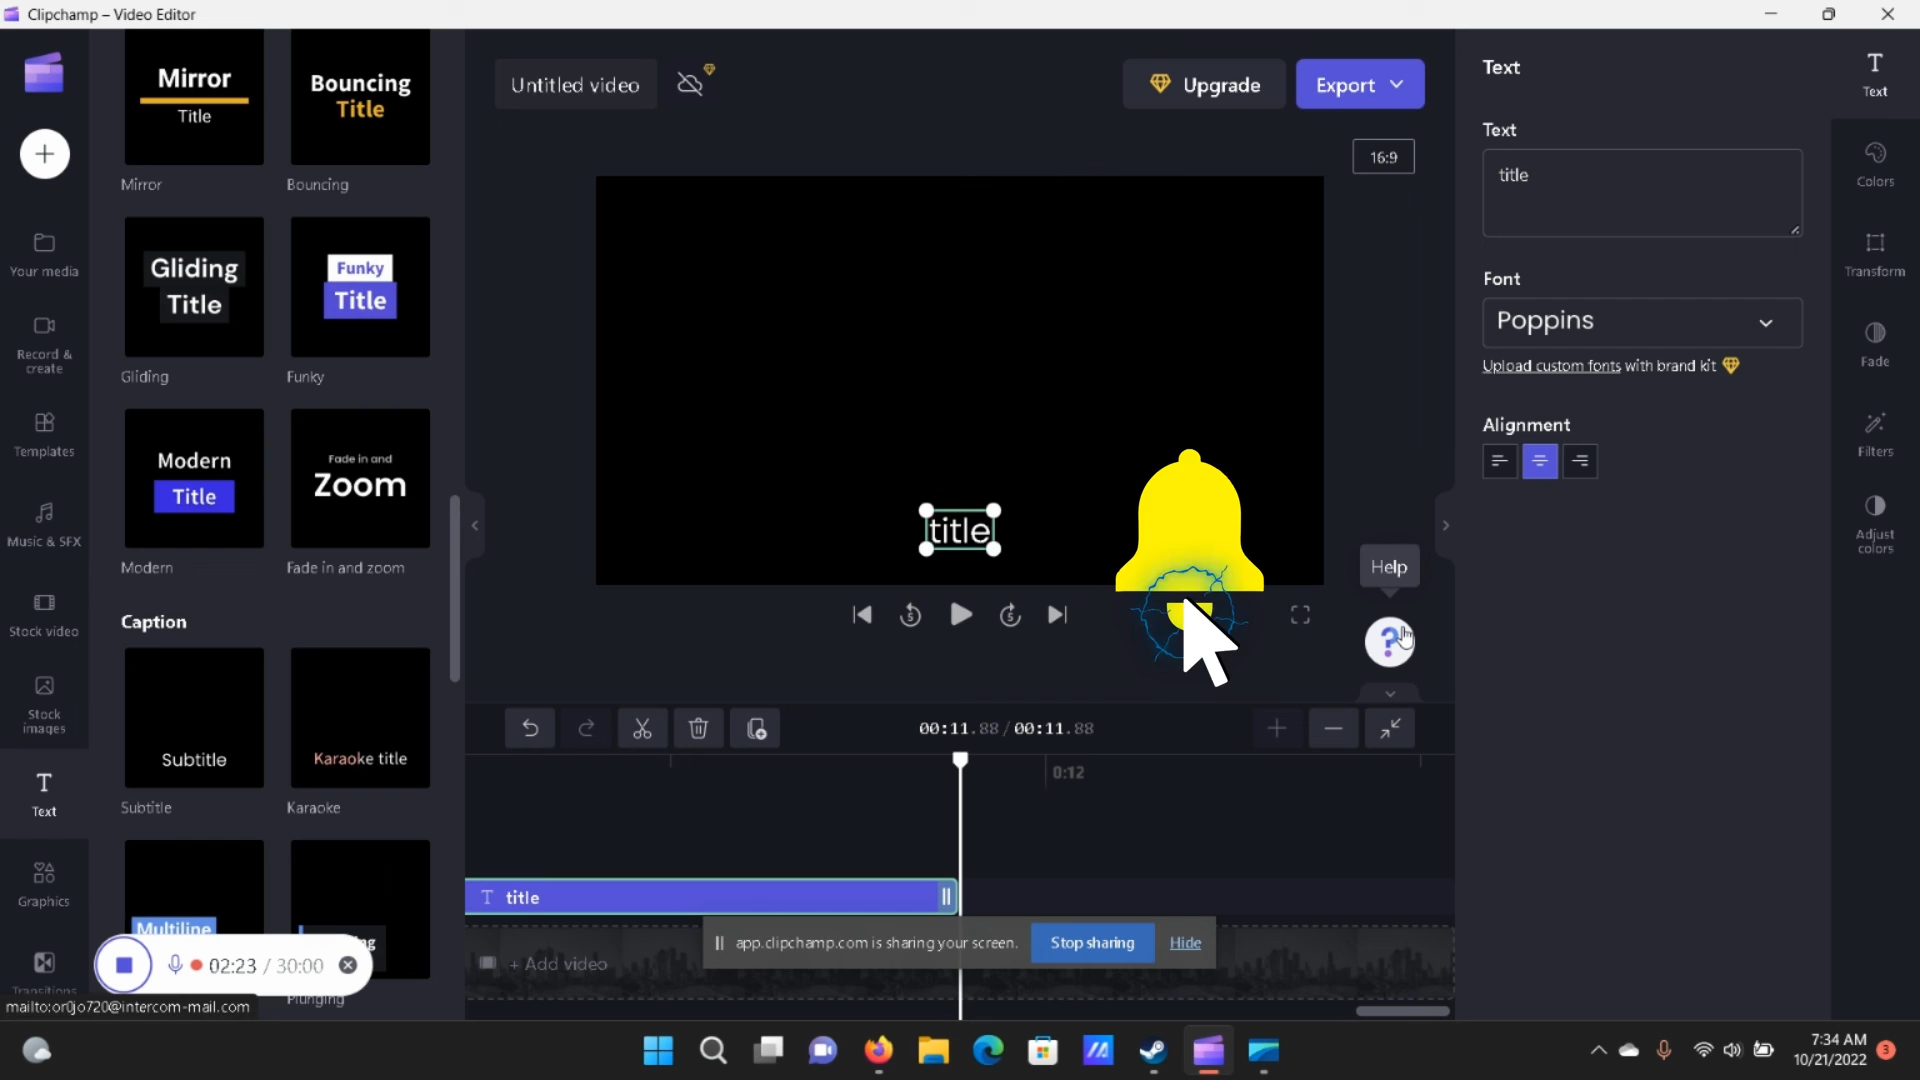 Clipchamp – Video Editor
Mirror
Title
Mirror
Bouncing
Title
Bouncing
Gliding
Title
Gliding
Funky
Title
Funky
Modern
Title
Modern
Fade in and
Zoom
Fade in and zoom
Caption
Subtitle
Subtitle
Karaoke title
Karaoke
Multiline
Plunging
Your media
Record &
create
Templates
Music & SFX
Stock video
Stock
images
Text
Graphics
Transitions
02:23 / 30:00
mailto:or0jo720@intercom-mail.com
Untitled video
Upgrade
Export
16:9
title
5
5
Help
?
00:11.88 / 00:11.88
0:12
T title
+ Add video
app.clipchamp.com is sharing your screen.
Stop sharing
Hide
Text
Text
title
Font
Poppins
Upload custom fonts with brand kit
Alignment
Text
Colors
Transform
Fade
Filters
Adjust
colors
7:34 AM
10/21/2022
3